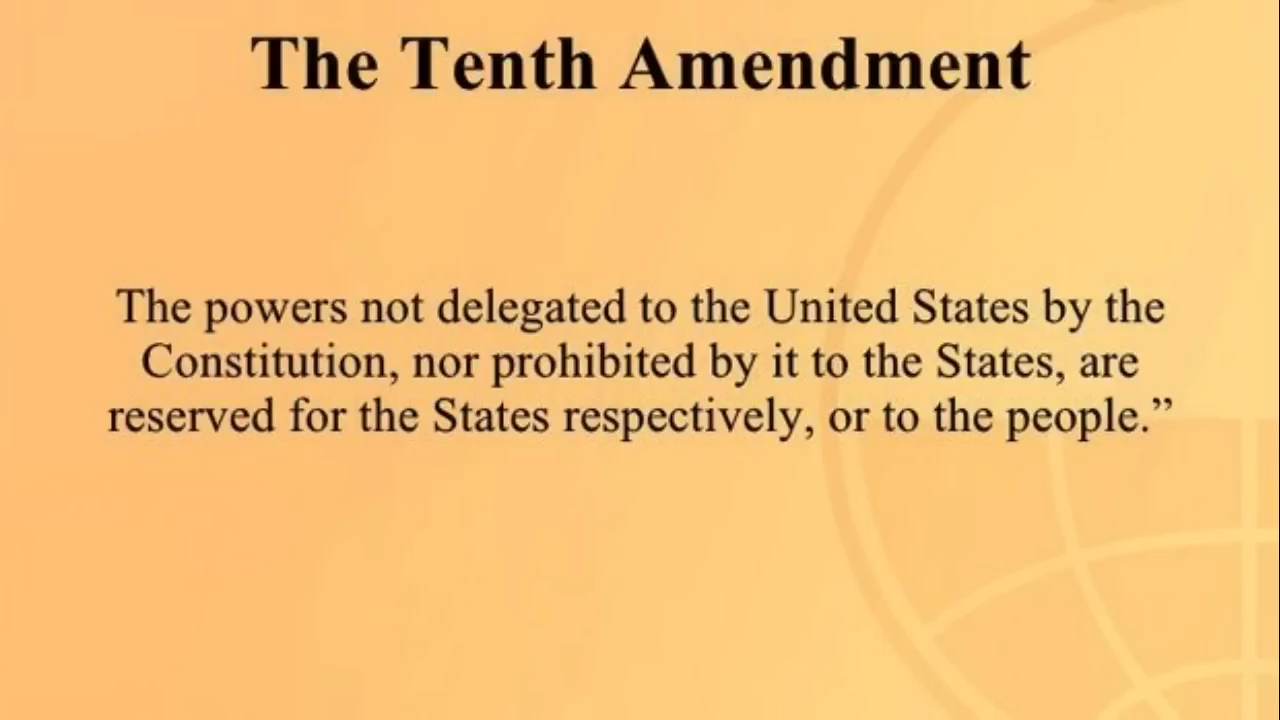 The Tenth Amendment
The powers not delegated to the United States by the
Constitution, nor prohibited by it to the States, are
reserved for the States respectively, or to the people.”